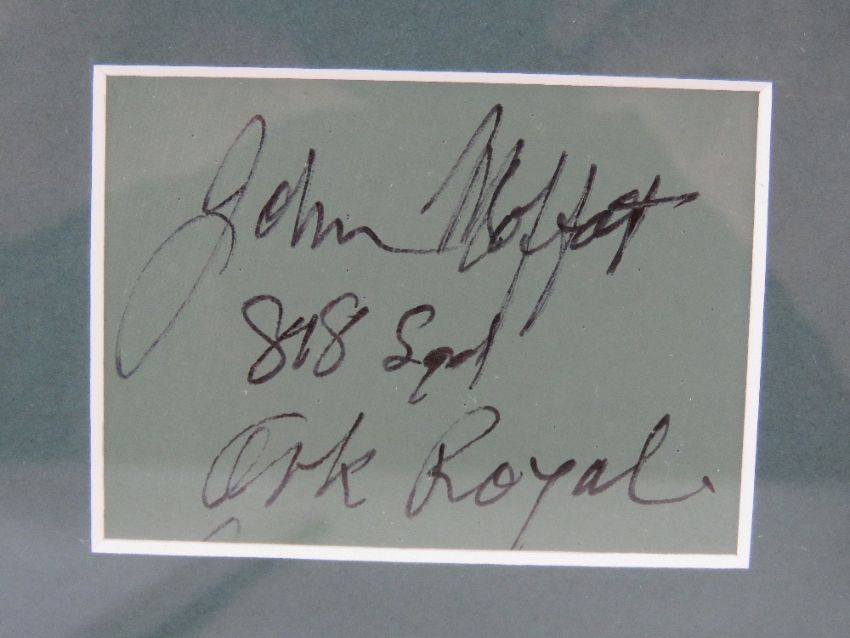 John Moffat
818 Sqd
Ark Royal